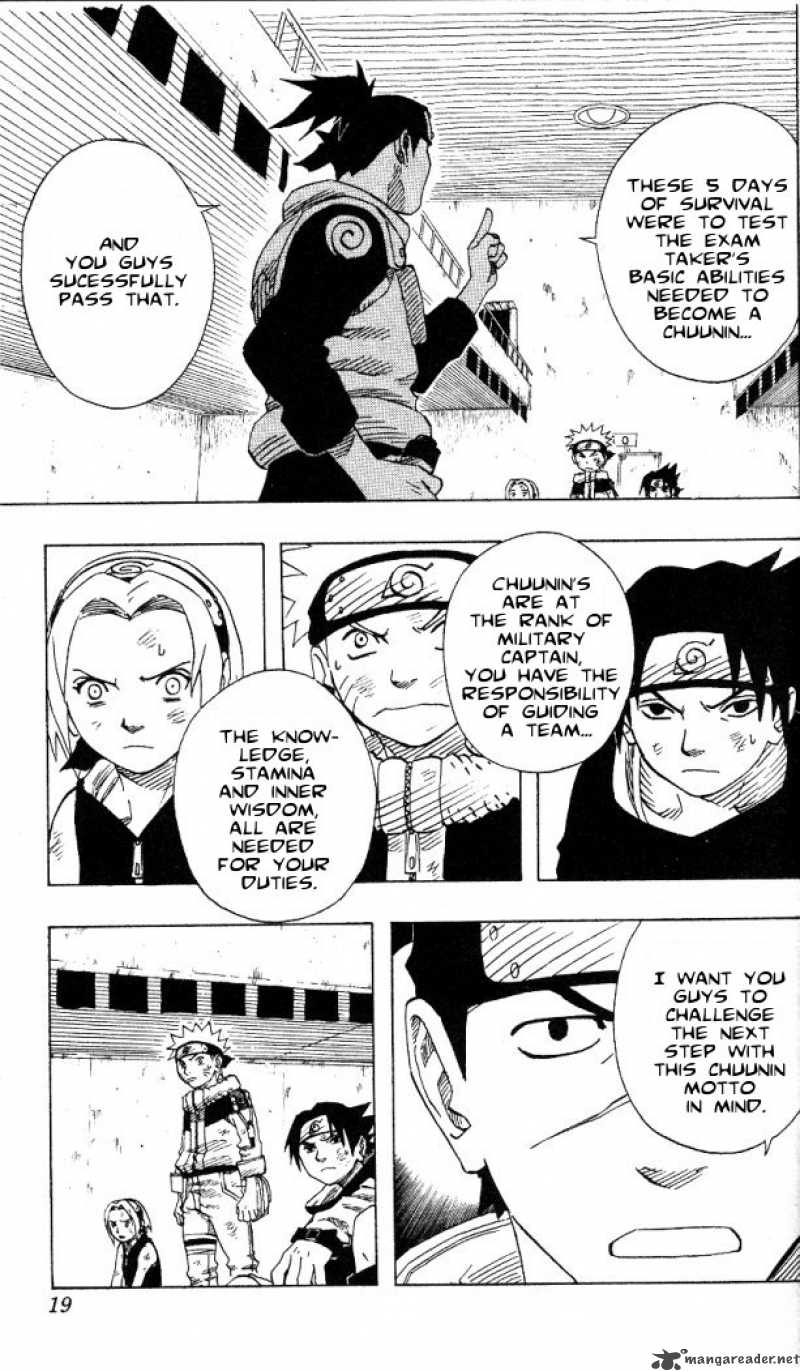 THESE 5 DAYS
OF SURVIVAL
WERE TO TEST
THE EXAM
TAKER'S
BASIC ABILITIES
NEEDED TO
BECOME A
CHUUNIN...
AND
YOU GUYS
SUCESSFULLY
PASS THAT.
CHUUNIN'S
ARE AT
THE RANK OF
MILITARY
CAPTAIN,
YOU HAVE THE
RESPONSIBILITY
OF GUIDING
A TEAM...
THE KNOW-
LEDGE,
STAMINA
AND INNER
WISDOM,
ALL ARE
NEEDED
FOR YOUR
DUTIES.
I WANT YOU
GUYS TO
CHALLENGE
THE NEXT
STEP WITH
THIS CHUUNIN
MOTTO
IN MIND.
19
mangareader.net